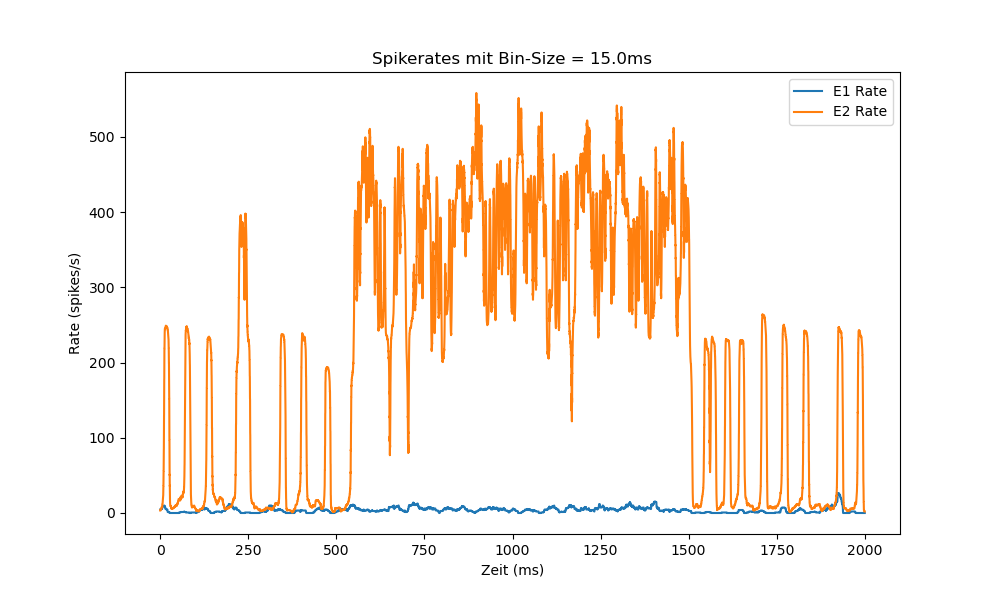 Spikerates mit Bin-Size = 15.0ms
E1 Rate
E2 Rate
Rate (spikes/s)
500
400
300
200
100
0
0 250 500 750 1000 1250 1500 1750 2000
Zeit (ms)